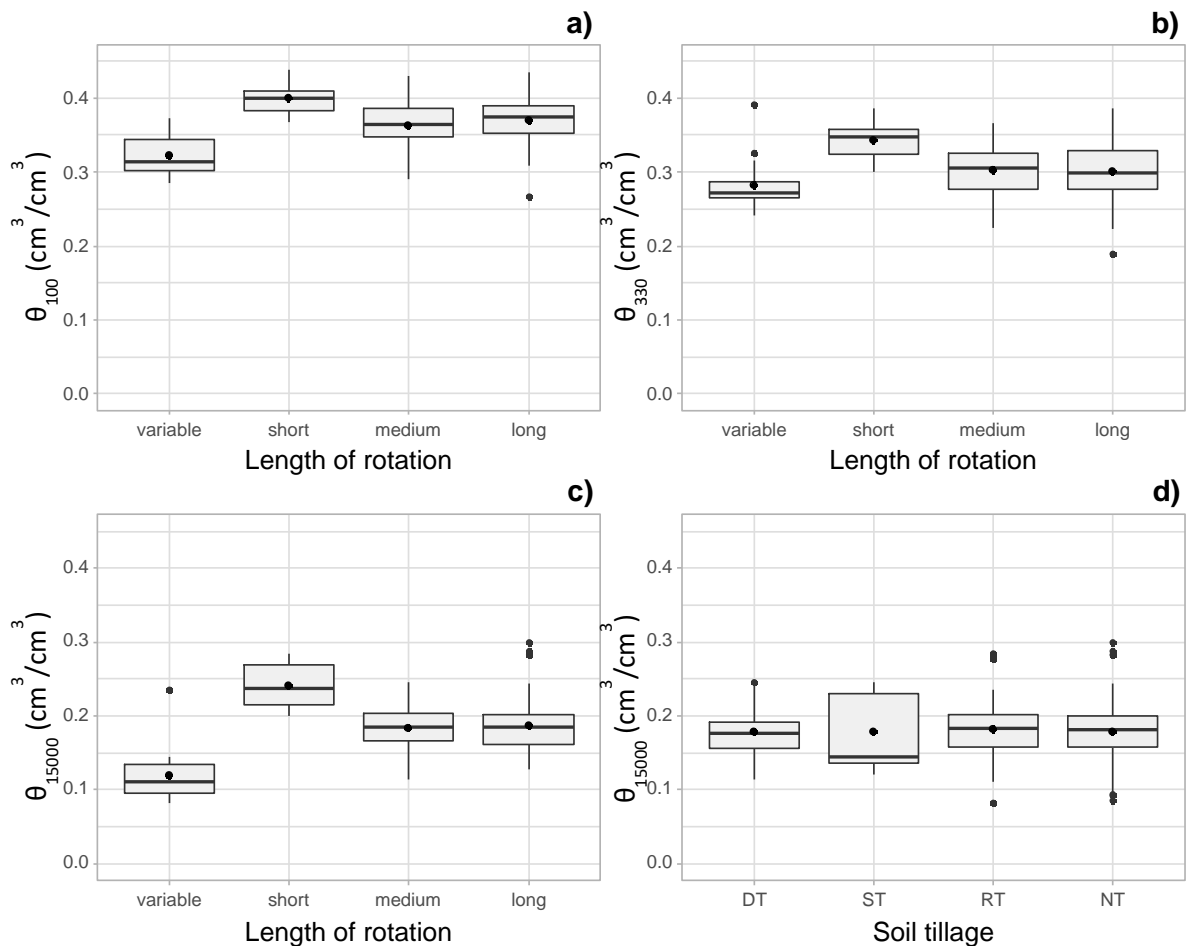 a)
0.4
0.3
0.2
0.1
0.0
θ100 (cm3/cm3)
variable short medium long
Length of rotation
b)
0.4
0.3
0.2
0.1
0.0
θ330 (cm3/cm3)
variable short medium long
Length of rotation
c)
0.4
0.3
0.2
0.1
0.0
θ15000 (cm3/cm3)
variable short medium long
Length of rotation
d)
0.4
0.3
0.2
0.1
0.0
θ15000 (cm3/cm3)
DT ST RT NT
Soil tillage